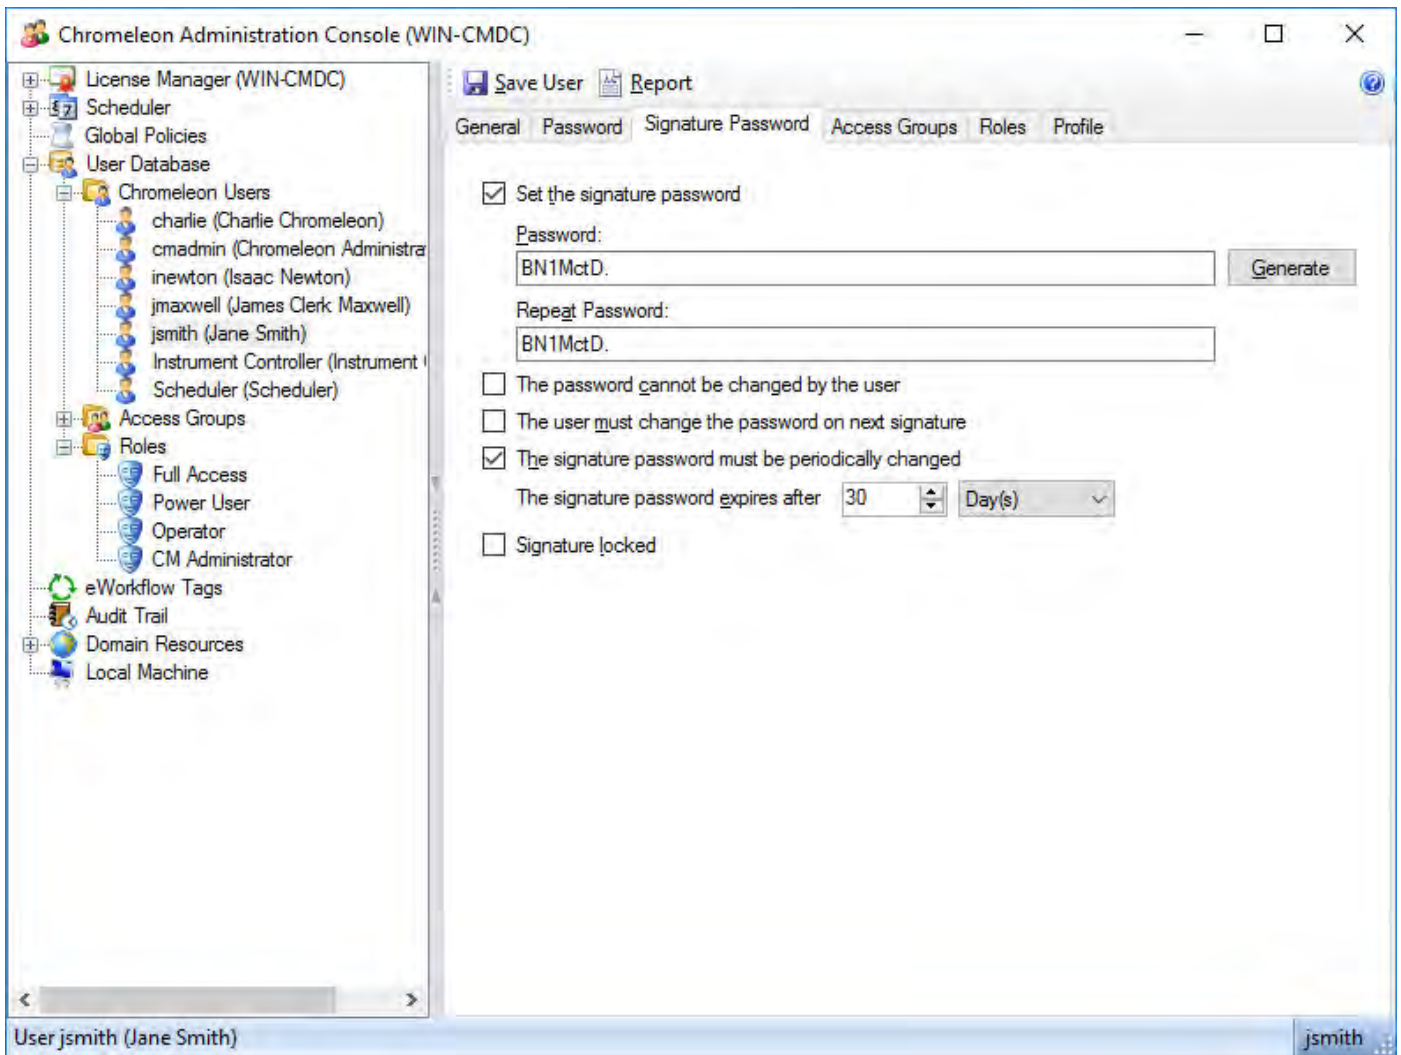 Chromeleon Administration Console (WIN-CMDC)
License Manager (WIN-CMDC)
Scheduler
Global Policies
User Database
Chromeleon Users
charlie (Charlie Chromeleon)
cmadmin (Chromeleon Administra
inewton (Isaac Newton)
jmaxwell (James Clerk Maxwell)
jsmith (Jane Smith)
Instrument Controller (Instrument
Scheduler (Scheduler)
Access Groups
Roles
Full Access
Power User
Operator
CM Administrator
eWorkflow Tags
Audit Trail
Domain Resources
Local Machine
Save User Report
General Password Signature Password Access Groups Roles Profile
Set the signature password
Password:
BN1MctD.
Generate
Repeat Password:
BN1MctD.
The password cannot be changed by the user
The user must change the password on next signature
The signature password must be periodically changed
The signature password expires after 30 Day(s)
Signature locked
User jsmith (Jane Smith)
jsmith